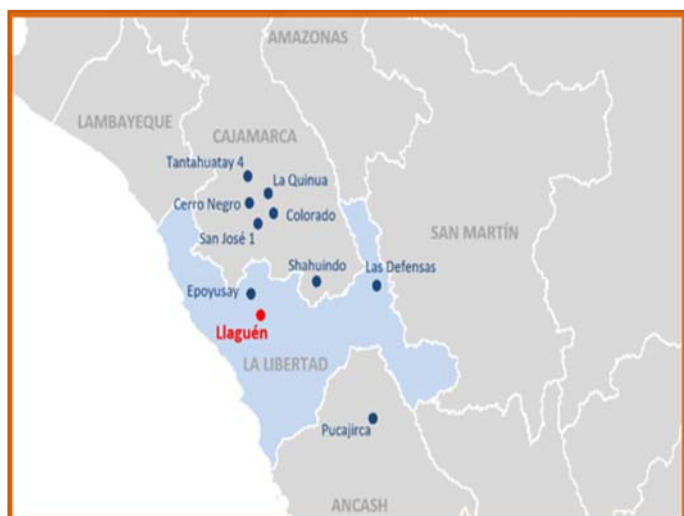 AMAZONAS
LAMBAYEQUE
CAJAMARCA
Tantahuatay 4
La Quinua
Cerro Negro
Colorado
San José 1
SAN MARTÍN
Shahuindo
Las Defensas
Epoyusay
Llaguén
LA LIBERTAD
Pucajirca
ANCASH